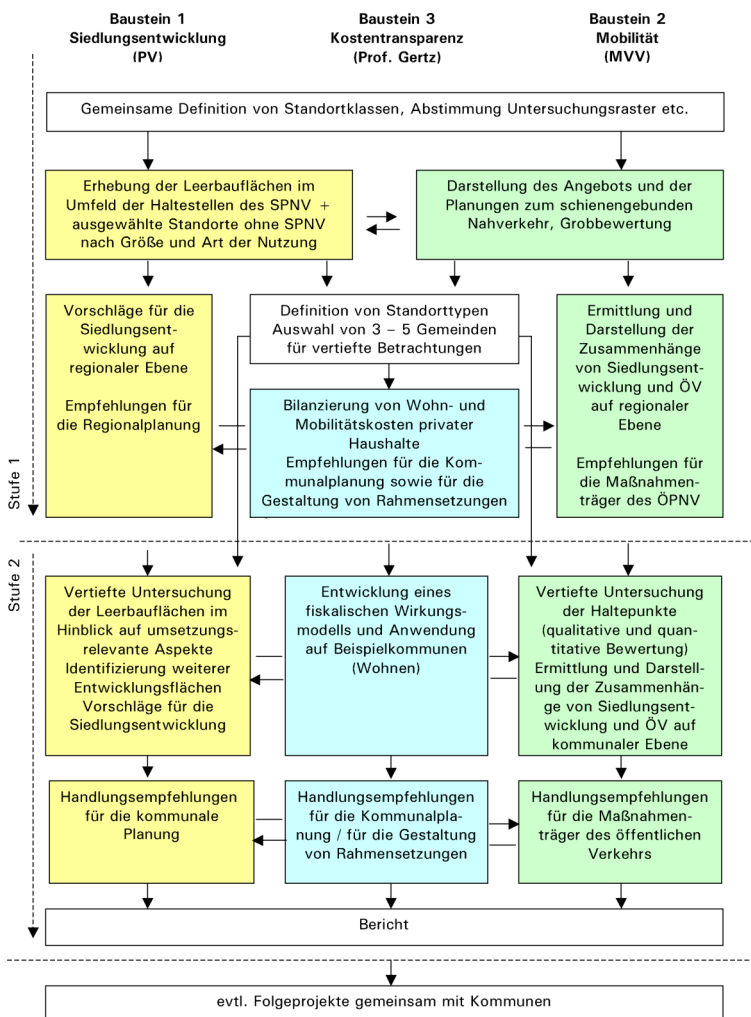 Baustein 1
Siedlungsentwicklung
(PV)
Baustein 3
Kostentransparenz
(Prof. Gertz)
Baustein 2
Mobilität
(MVV)
Gemeinsame Definition von Standortklassen, Abstimmung Untersuchungsraster etc.
Erhebung der Leerbauflächen im
Umfeld der Haltestellen des SPNV +
ausgewählte Standorte ohne SPNV
nach Größe und Art der Nutzung
Darstellung des Angebots und der
Planungen zum schienengebunden
Nahverkehr, Grobbewertung
Vorschläge für die
Siedlungsent-
wicklung auf
regionaler Ebene
Empfehlungen für
die Regionalplanung
Definition von Standorttypen
Auswahl von 3 – 5 Gemeinden
für vertiefte Betrachtungen
Bilanzierung von Wohn- und
Mobilitätskosten privater
Haushalte
Empfehlungen für die Kom-
munalplanung sowie für die
Gestaltung von Rahmensetzungen
Ermittlung und
Darstellung der
Zusammenhänge
von Siedlungsent-
wicklung und ÖV
auf regionaler
Ebene
Empfehlungen für
die Maßnahmen-
träger des ÖPNV
Stufe 1
Stufe 2
Vertiefte Untersuchung
der Leerbauflächen im
Hinblick auf umsetzungs-
relevante Aspekte
Identifizierung weiterer
Entwicklungsflächen
Vorschläge für die
Siedlungsentwicklung
Entwicklung eines
fiskalischen Wirkungs-
modells und Anwendung
auf Beispielkommunen
(Wohnen)
Vertiefte Untersuchung
der Haltepunkte
(qualitative und quan-
titative Bewertung)
Ermittlung und Darstell-
ung der Zusammenhän-
ge von Siedlungsent-
wicklung und ÖV auf
kommunaler Ebene
Handlungsempfehlungen
für die kommunale
Planung
Handlungsempfehlungen
für die Kommunalpla-
nung / für die Gestaltung
von Rahmensetzungen
Handlungsempfehlungen
für die Maßnahmen-
träger des öffentlichen
Verkehrs
Bericht
evtl. Folgeprojekte gemeinsam mit Kommunen